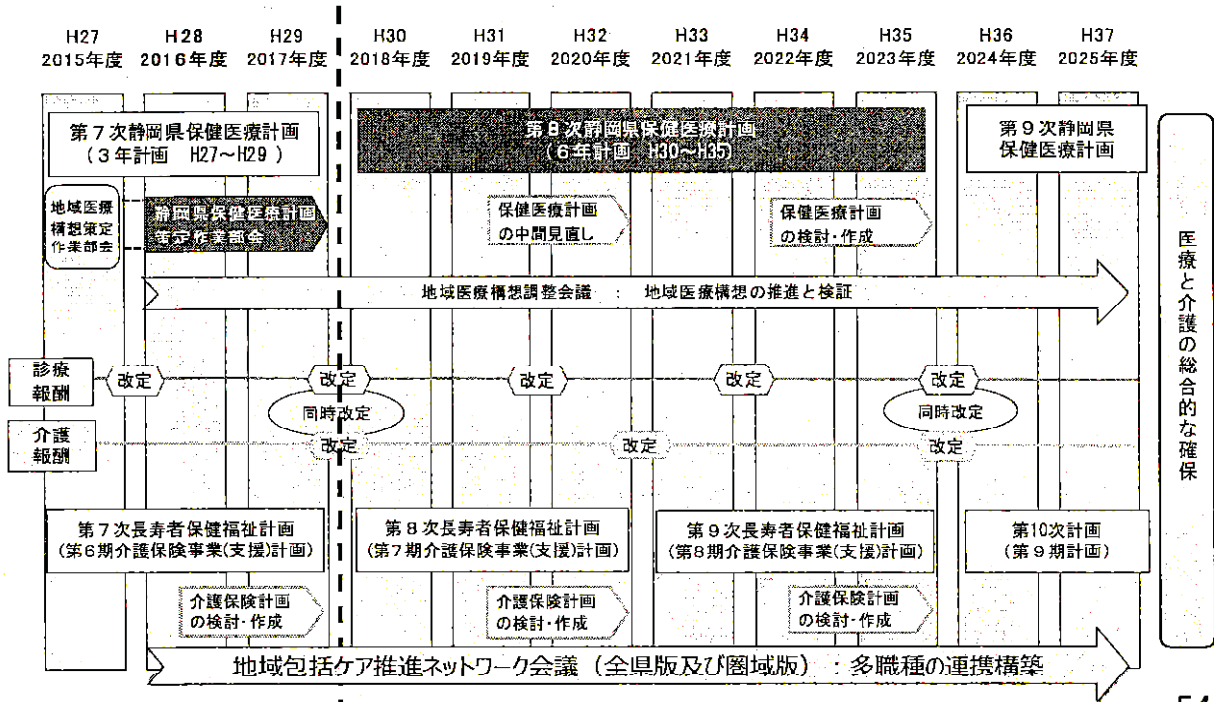 H27 H28 H29 H30 H31 H32 H33 H34 H35 H36 H37
2015年度 2016年度 2017年度 2018年度 2019年度 2020年度 2021年度 2022年度 2023年度 2024年度 2025年度
第7次静岡県保健医療計画
(3年計画 H27～H29)
第8次静岡県保健医療計画
(6年計画 H30～H35)
第9次静岡県
保健医療計画
地域医療
構想策定
作業部会
静岡県保健医療計画
策定作業部会
保健医療計画
の中間見直し
保健医療計画
の検討・作成
地域医療構想調整会議 : 地域医療構想の推進と検証
診療
報酬
改定
改定
改定
改定
改定
同時改定
同時改定
介護
報酬
改定
改定
改定
第7次長寿者保健福祉計画
(第6期介護保険事業(支援)計画)
第8次長寿者保健福祉計画
(第7期介護保険事業(支援)計画)
第9次長寿者保健福祉計画
(第8期介護保険事業(支援)計画)
第10次計画
(第9期計画)
介護保険計画
の検討・作成
介護保険計画
の検討・作成
介護保険計画
の検討・作成
地域包括ケア推進ネットワーク会議(全県版及び圏域版) : 多職種の連携構築
医療と介護の総合的な確保